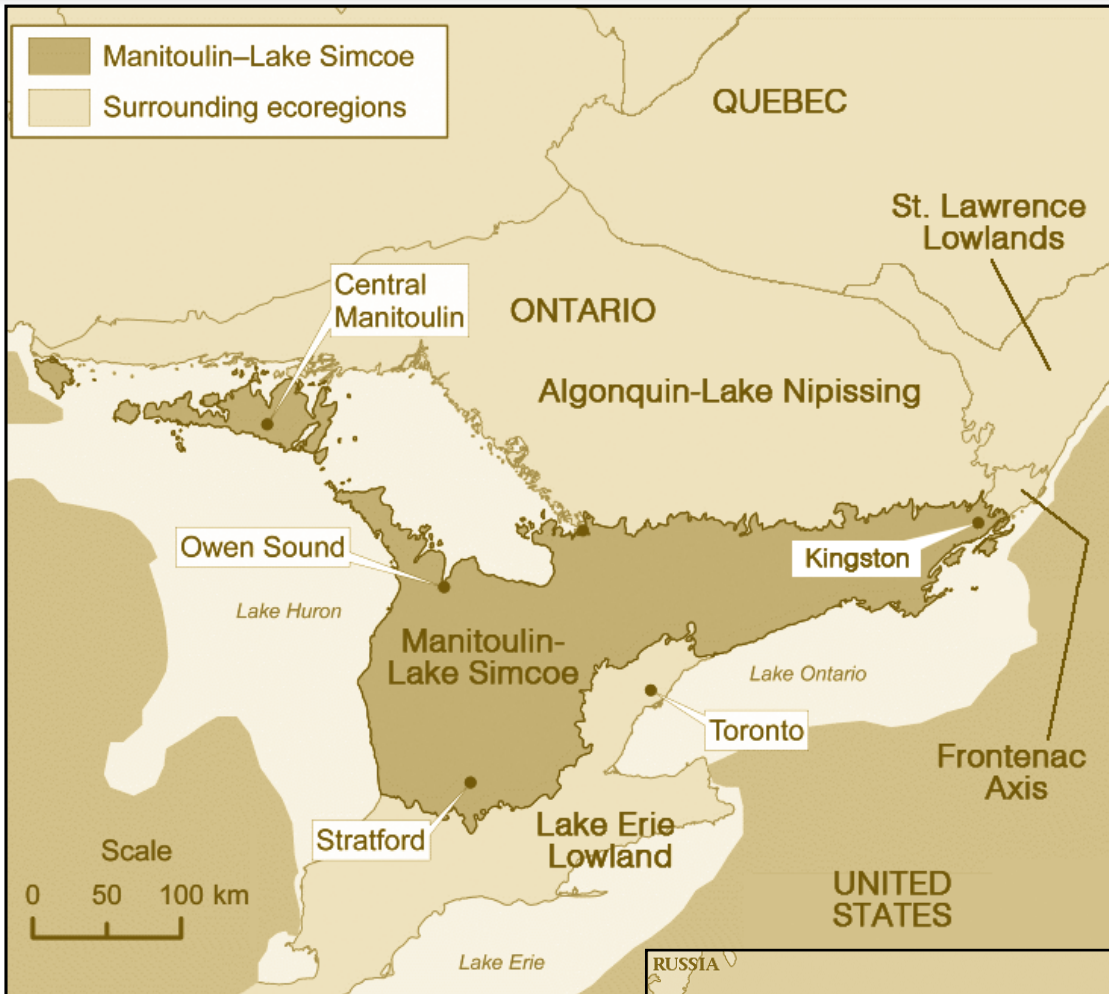 Manitoulin–Lake Simcoe
Surrounding ecoregions
QUEBEC
St. Lawrence
Lowlands
Central
Manitoulin
ONTARIO
Algonquin-Lake Nipissing
Owen Sound
Kingston
Lake Huron
Manitoulin-
Lake Simcoe
Lake Ontario
Toronto
Frontenac
Axis
Stratford
Lake Erie
Lowland
Scale
0 50 100 km
UNITED
STATES
Lake Erie
RUSSIA